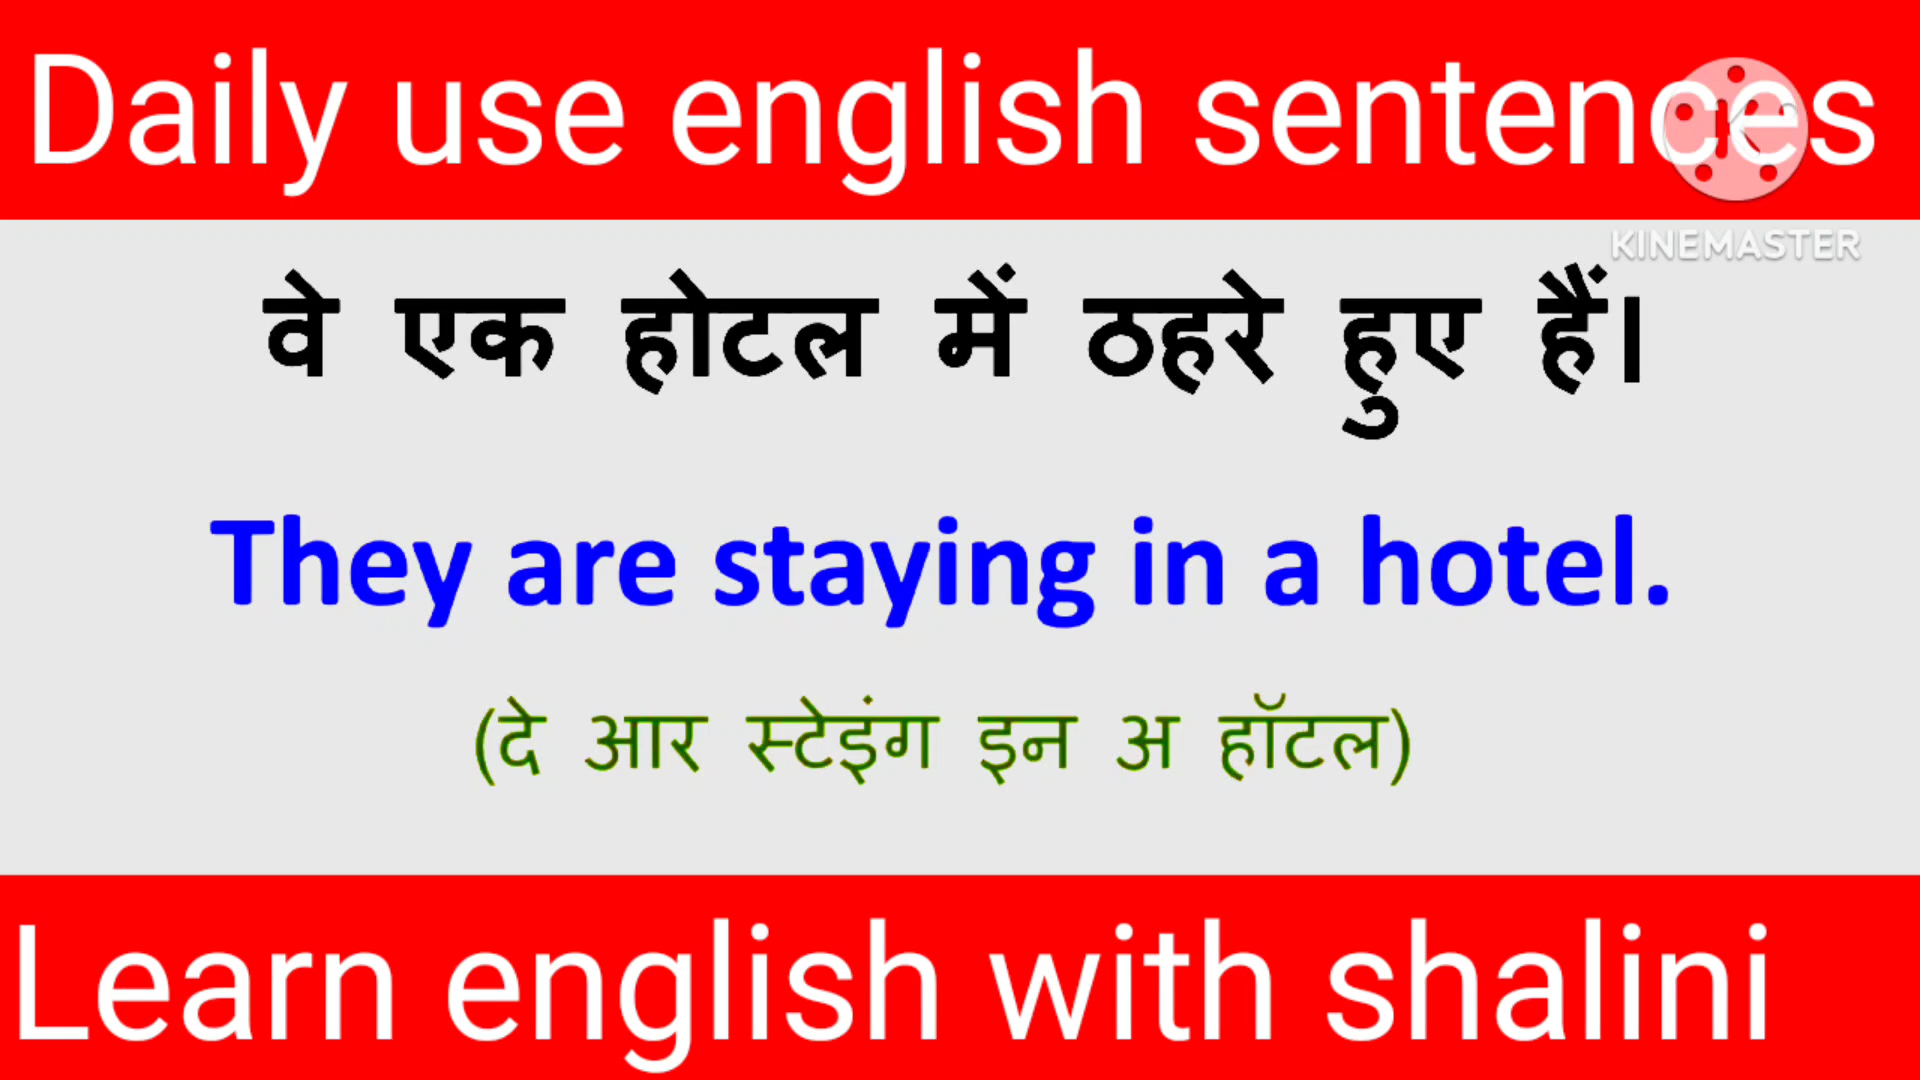 Daily use english sentences
KINEMASTER
वे एक होटल में ठहरे हुए हैं।
They are staying in a hotel.
(दे आर स्टेइंग इन अ हॉटल)
Learn english with shalini